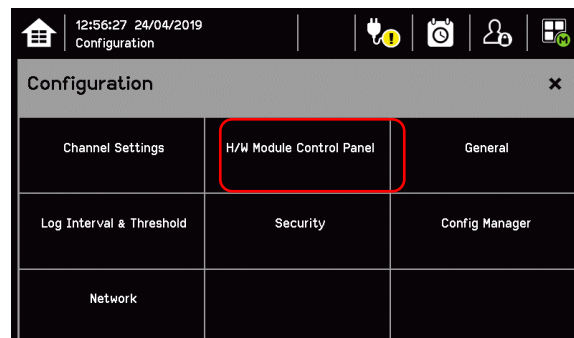 12:56:27 24/04/2019
Configuration
Configuration
Channel Settings
H/W Module Control Panel
General
Log Interval & Threshold
Security
Config Manager
Network
M